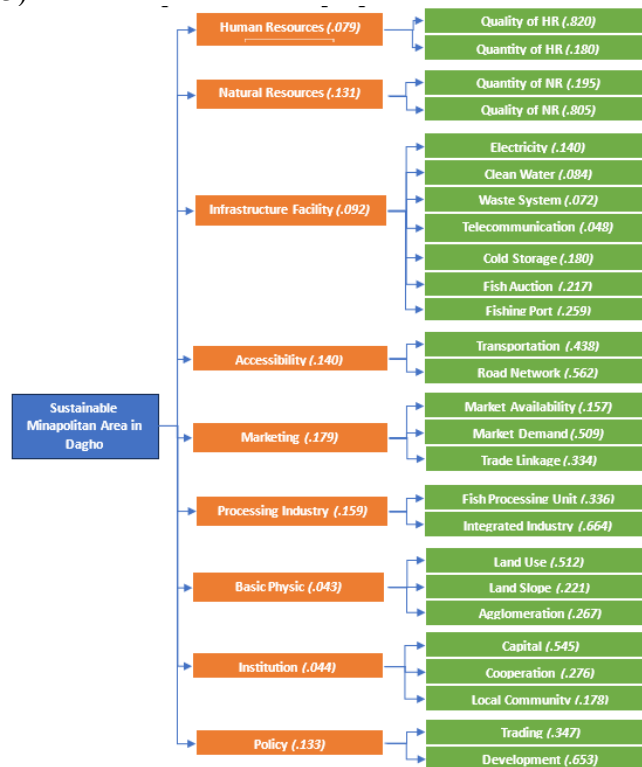 Human Resources (.079)
Quality of HR (.820)
Quantity of HR (.180)
Natural Resources (.131)
Quantity of NR (.195)
Quality of NR (.805)
Infrastructure Facility (.092)
Electricity (.140)
Clean Water (.084)
Waste System (.072)
Telecommunication (.048)
Cold Storage (.180)
Fish Auction (.217)
Fishing Port (.259)
Accessibility (.140)
Transportation (.438)
Road Network (.562)
Sustainable
Minapolitan Area in
Dagho
Marketing (.179)
Market Availability (.157)
Market Demand (.509)
Trade Linkage (.334)
Processing Industry (.159)
Fish Processing Unit (.336)
Integrated Industry (.664)
Basic Physic (.043)
Land Use (.512)
Land Slope (.221)
Agglomeration (.267)
Institution (.044)
Capital (.545)
Cooperation (.276)
Local Community (.178)
Policy (.133)
Trading (.347)
Development (.653)